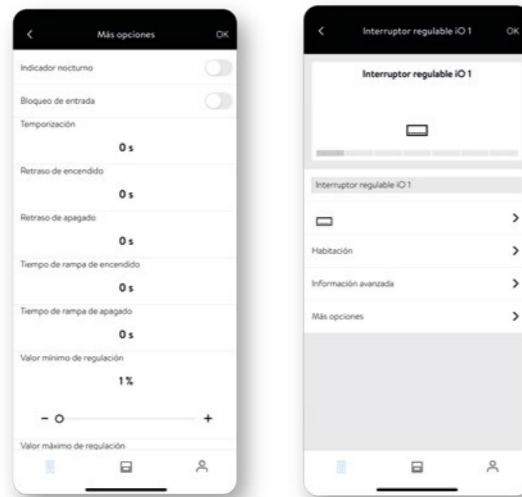 Más opciones
OK
Indicador nocturno
Bloqueo de entrada
Temporización
0 s
Retraso de encendido
0 s
Retraso de apagado
0 s
Tiempo de rampa de encendido
0 s
Tiempo de rampa de apagado
0 s
Valor mínimo de regulación
1 %
- +
Valor máximo de regulación
Interruptor regulable iO 1
OK
Interruptor regulable iO 1
Interruptor regulable iO 1
Habitación
Información avanzada
Más opciones